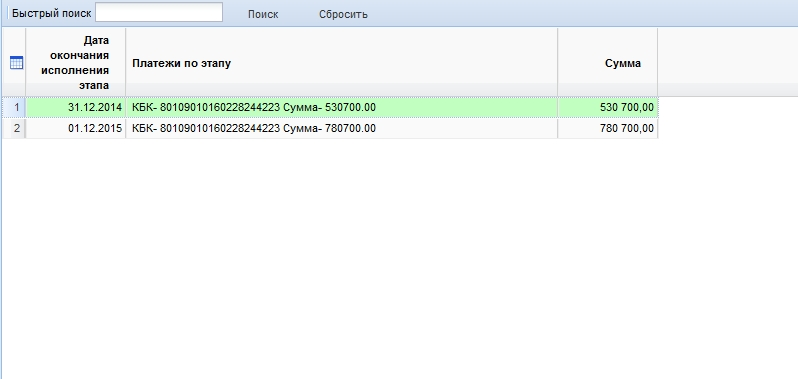 Быстрый поиск Поиск Сбросить
Дата
окончания
исполнения
этапа
Платежи по этапу
Сумма
1 31.12.2014 КБК- 80109010160228244223 Сумма- 530700.00 530 700,00
2 01.12.2015 КБК- 80109010160228244223 Сумма- 780700.00 780 700,00